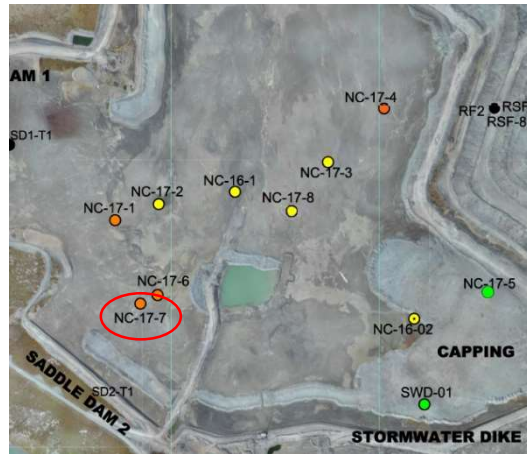 AM 1
SD1-T1
NC-17-4
RF2
RSF
RSF-8
NC-17-3
NC-16-1
NC-17-2
NC-17-8
NC-17-1
NC-17-6
NC-17-7
NC-17-5
NC-16-02
CAPPING
SADDLE DAM 2
SD2-T1
SWD-01
STORMWATER DIKE